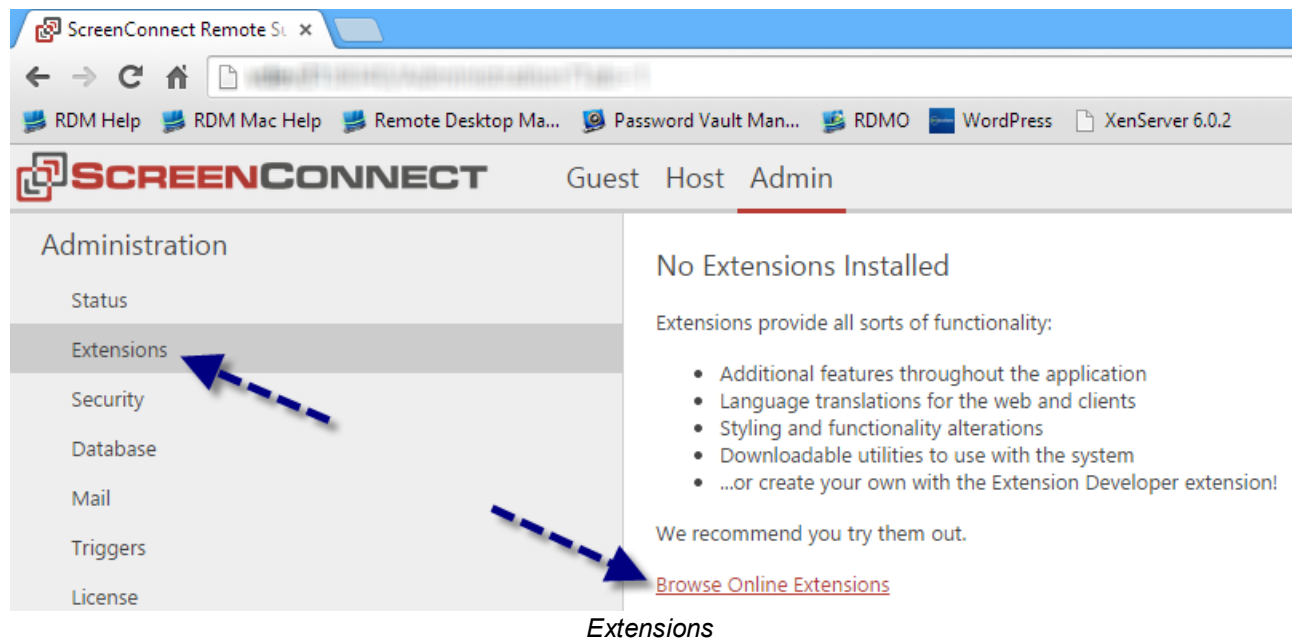 ScreenConnect Remote Su
RDM Help RDM Mac Help Remote Desktop Ma... Password Vault Man... RDMO WordPress XenServer 6.0.2
SCREENCONNECT Guest Host Admin
Administration
Status
Extensions
Security
Database
Mail
Triggers
License
No Extensions Installed
Extensions provide all sorts of functionality:
• Additional features throughout the application
• Language translations for the web and clients
• Styling and functionality alterations
• Downloadable utilities to use with the system
• ...or create your own with the Extension Developer extension!
We recommend you try them out.
Browse Online Extensions
Extensions